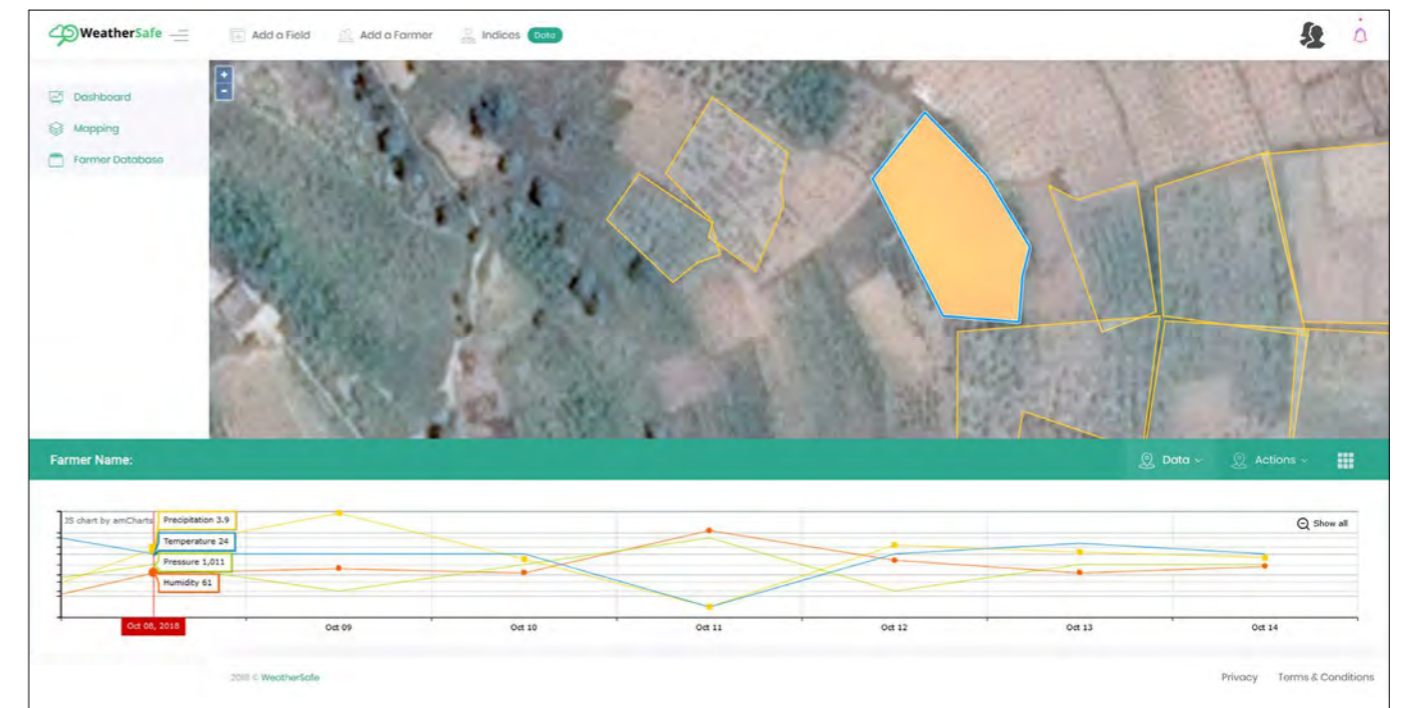 WeatherSafe Add a Field Add a Farmer Indices Data
+
-
Dashboard
Mapping
Farmer Database
Farmer Name: Data Actions
JS chart by amCharts Precipitation 3.9 Show all
Temperature 24
Pressure 1,011
Humidity 61
Oct 08, 2018 Oct 09 Oct 10 Oct 11 Oct 12 Oct 13 Oct 14
2018 © WeatherSafe Privacy Terms & Conditions